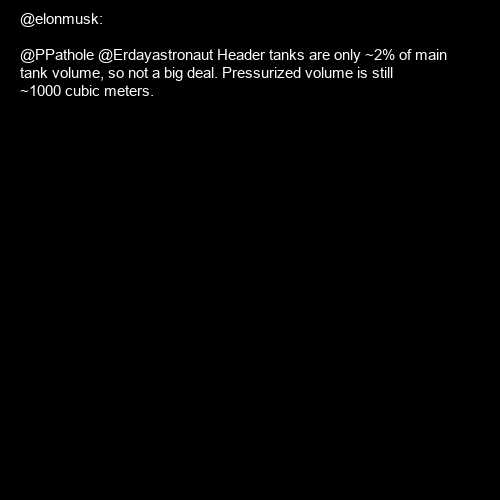 @elonmusk:
@PPathole @Erdayastronaut Header tanks are only ~2% of main
tank volume, so not a big deal. Pressurized volume is still
~1000 cubic meters.